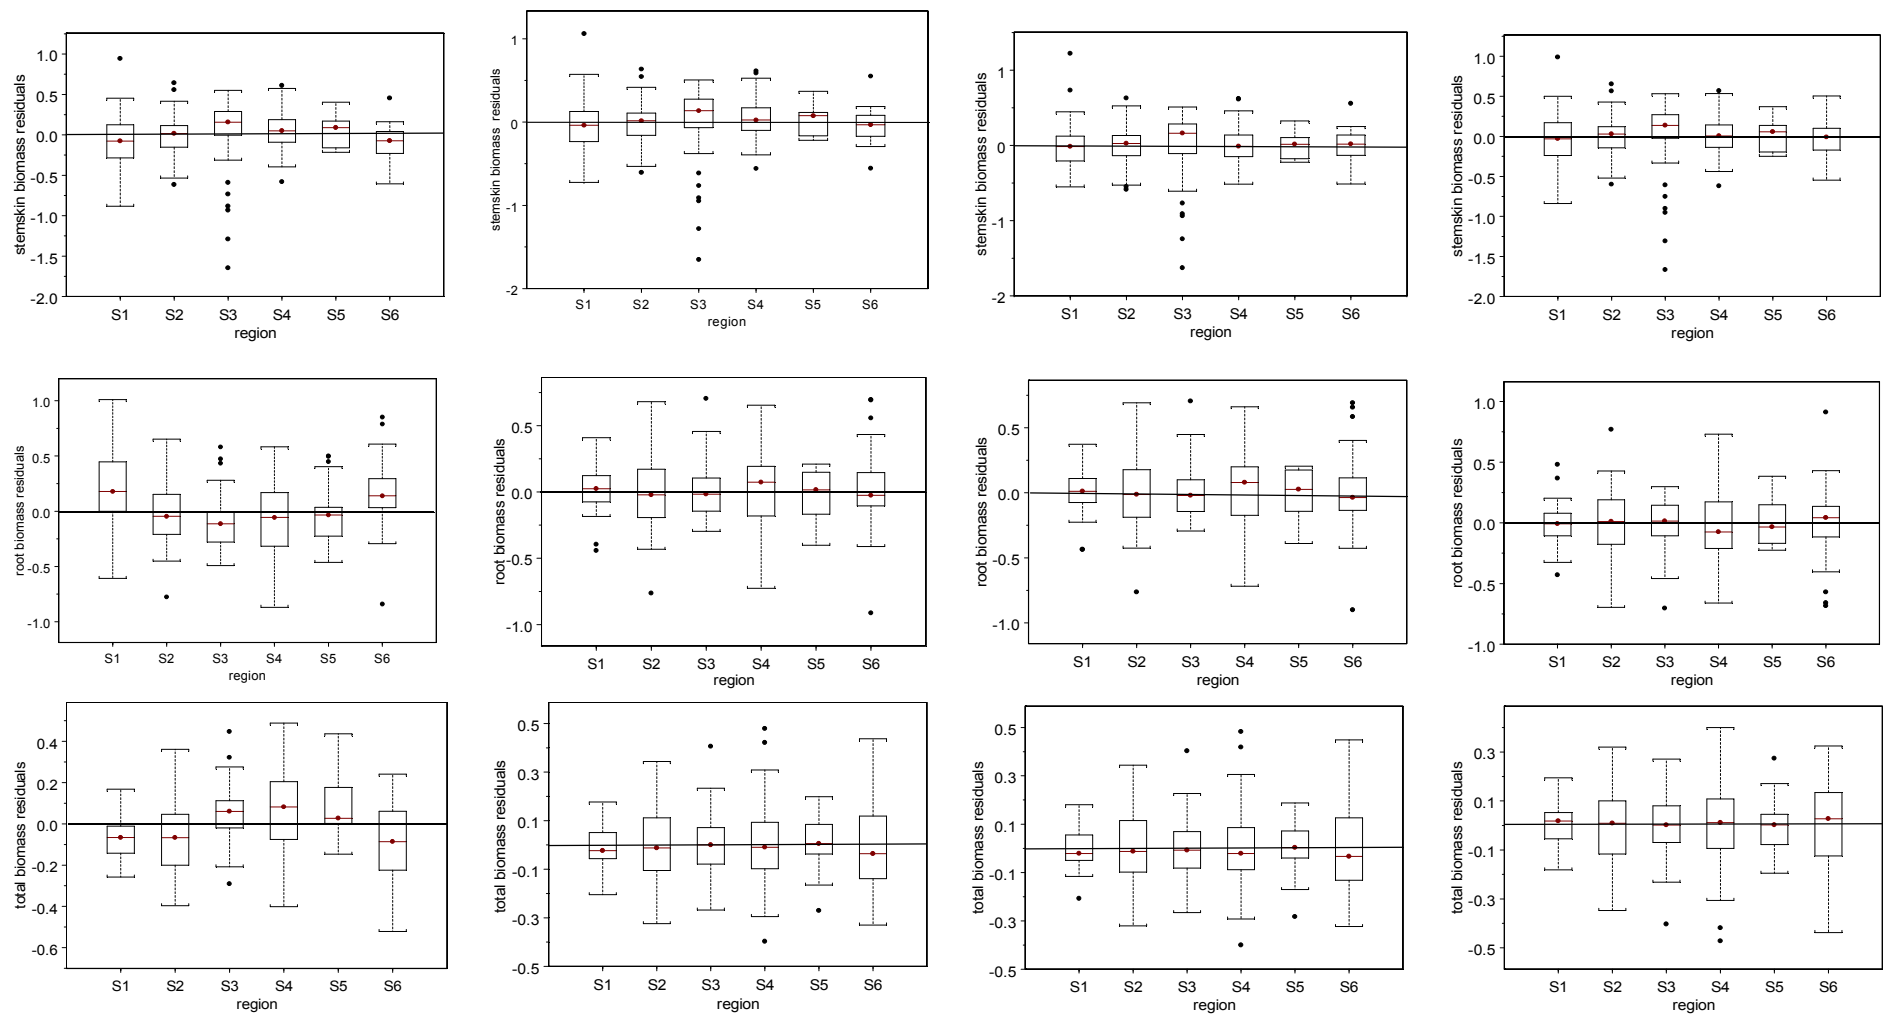 stemskin biomass residuals
1.0
0.5
0.0
-0.5
-1.0
-1.5
-2.0
S1 S2 S3 S4 S5 S6
region
stemskin biomass residuals
1
0
-1
-2
S1 S2 S3 S4 S5 S6
region
stemskin biomass residuals
1
0
-1
-2
S1 S2 S3 S4 S5 S6
region
stemskin biomass residuals
1.0
0.5
0.0
-0.5
-1.0
-1.5
-2.0
S1 S2 S3 S4 S5 S6
region
root biomass residuals
1.0
0.5
0.0
-0.5
-1.0
S1 S2 S3 S4 S5 S6
region
root biomass residuals
0.5
0.0
-0.5
-1.0
S1 S2 S3 S4 S5 S6
region
root biomass residuals
0.5
0.0
-0.5
-1.0
S1 S2 S3 S4 S5 S6
region
root biomass residuals
1.0
0.5
0.0
-0.5
-1.0
S1 S2 S3 S4 S5 S6
region
total biomass residuals
0.4
0.2
0.0
-0.2
-0.4
-0.6
S1 S2 S3 S4 S5 S6
region
total biomass residuals
0.5
0.3
0.1
-0.1
-0.3
-0.5
S1 S2 S3 S4 S5 S6
region
total biomass residuals
0.5
0.3
0.1
-0.1
-0.3
-0.5
S1 S2 S3 S4 S5 S6
region
total biomass residuals
0.3
0.1
-0.1
-0.3
-0.5
S1 S2 S3 S4 S5 S6
region